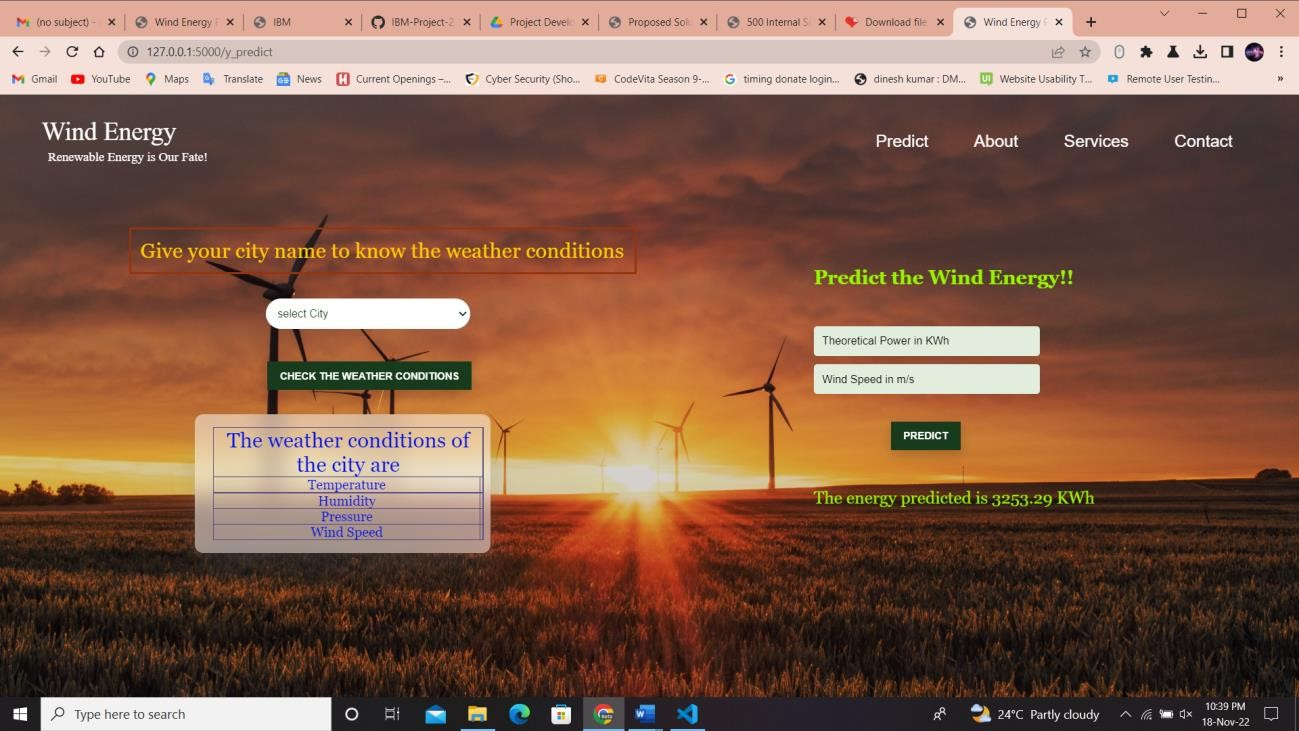 (no subject) -
Wind Energy P
IBM
IBM-Project-2
Project Develo
Proposed Solu
500 Internal Se
Download file
Wind Energy P
127.0.0.1:5000/y_predict
Gmail
YouTube
Maps
Translate
News
Current Openings –...
Cyber Security (Sho...
CodeVita Season 9-...
timing donate login...
dinesh kumar : DM...
Website Usability T...
Remote User Testin...
»
Wind Energy
Renewable Energy is Our Fate!
Predict
About
Services
Contact
Give your city name to know the weather conditions
select City
CHECK THE WEATHER CONDITIONS
The weather conditions of
the city are
Temperature
Humidity
Pressure
Wind Speed
Predict the Wind Energy!!
Theoretical Power in KWh
Wind Speed in m/s
PREDICT
The energy predicted is 3253.29 KWh
Type here to search
24°C Partly cloudy
10:39 PM
18-Nov-22